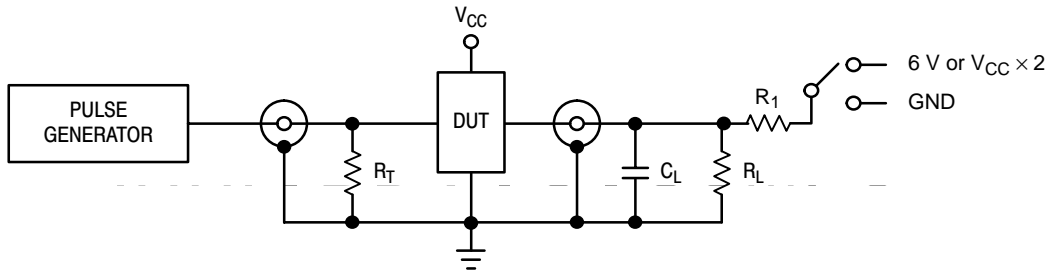 V_CC
6 V or V_CC × 2
PULSE
GENERATOR
DUT
R_1
GND
R_T
C_L
R_L